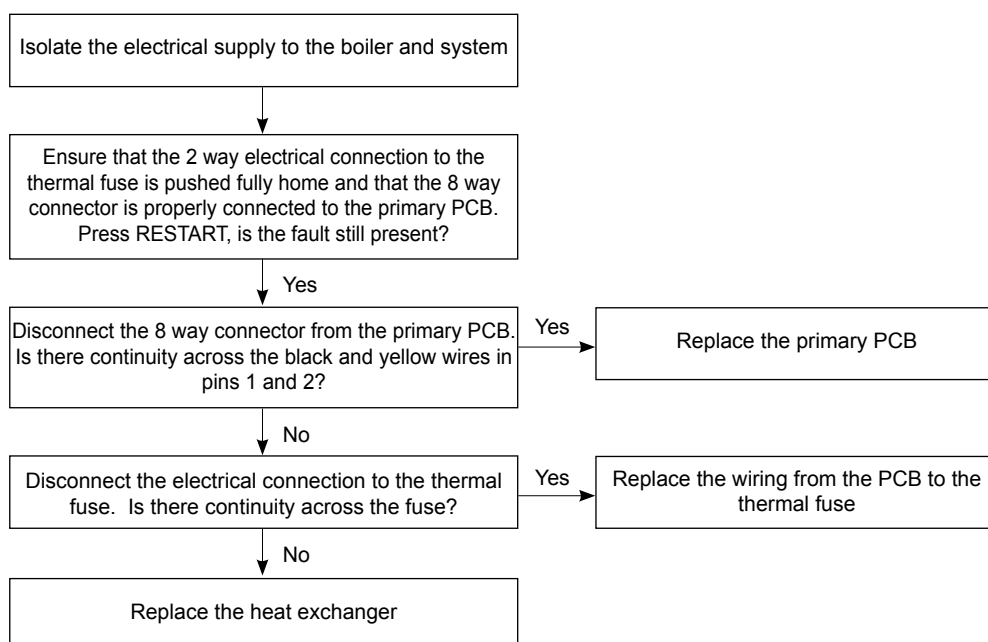 Isolate the electrical supply to the boiler and system
Ensure that the 2 way electrical connection to the
thermal fuse is pushed fully home and that the 8 way
connector is properly connected to the primary PCB.
Press RESTART, is the fault still present?
Yes
Disconnect the 8 way connector from the primary PCB.
Is there continuity across the black and yellow wires in
pins 1 and 2?
Yes
Replace the primary PCB
No
Disconnect the electrical connection to the thermal
fuse. Is there continuity across the fuse?
Yes
Replace the wiring from the PCB to the
thermal fuse
No
Replace the heat exchanger